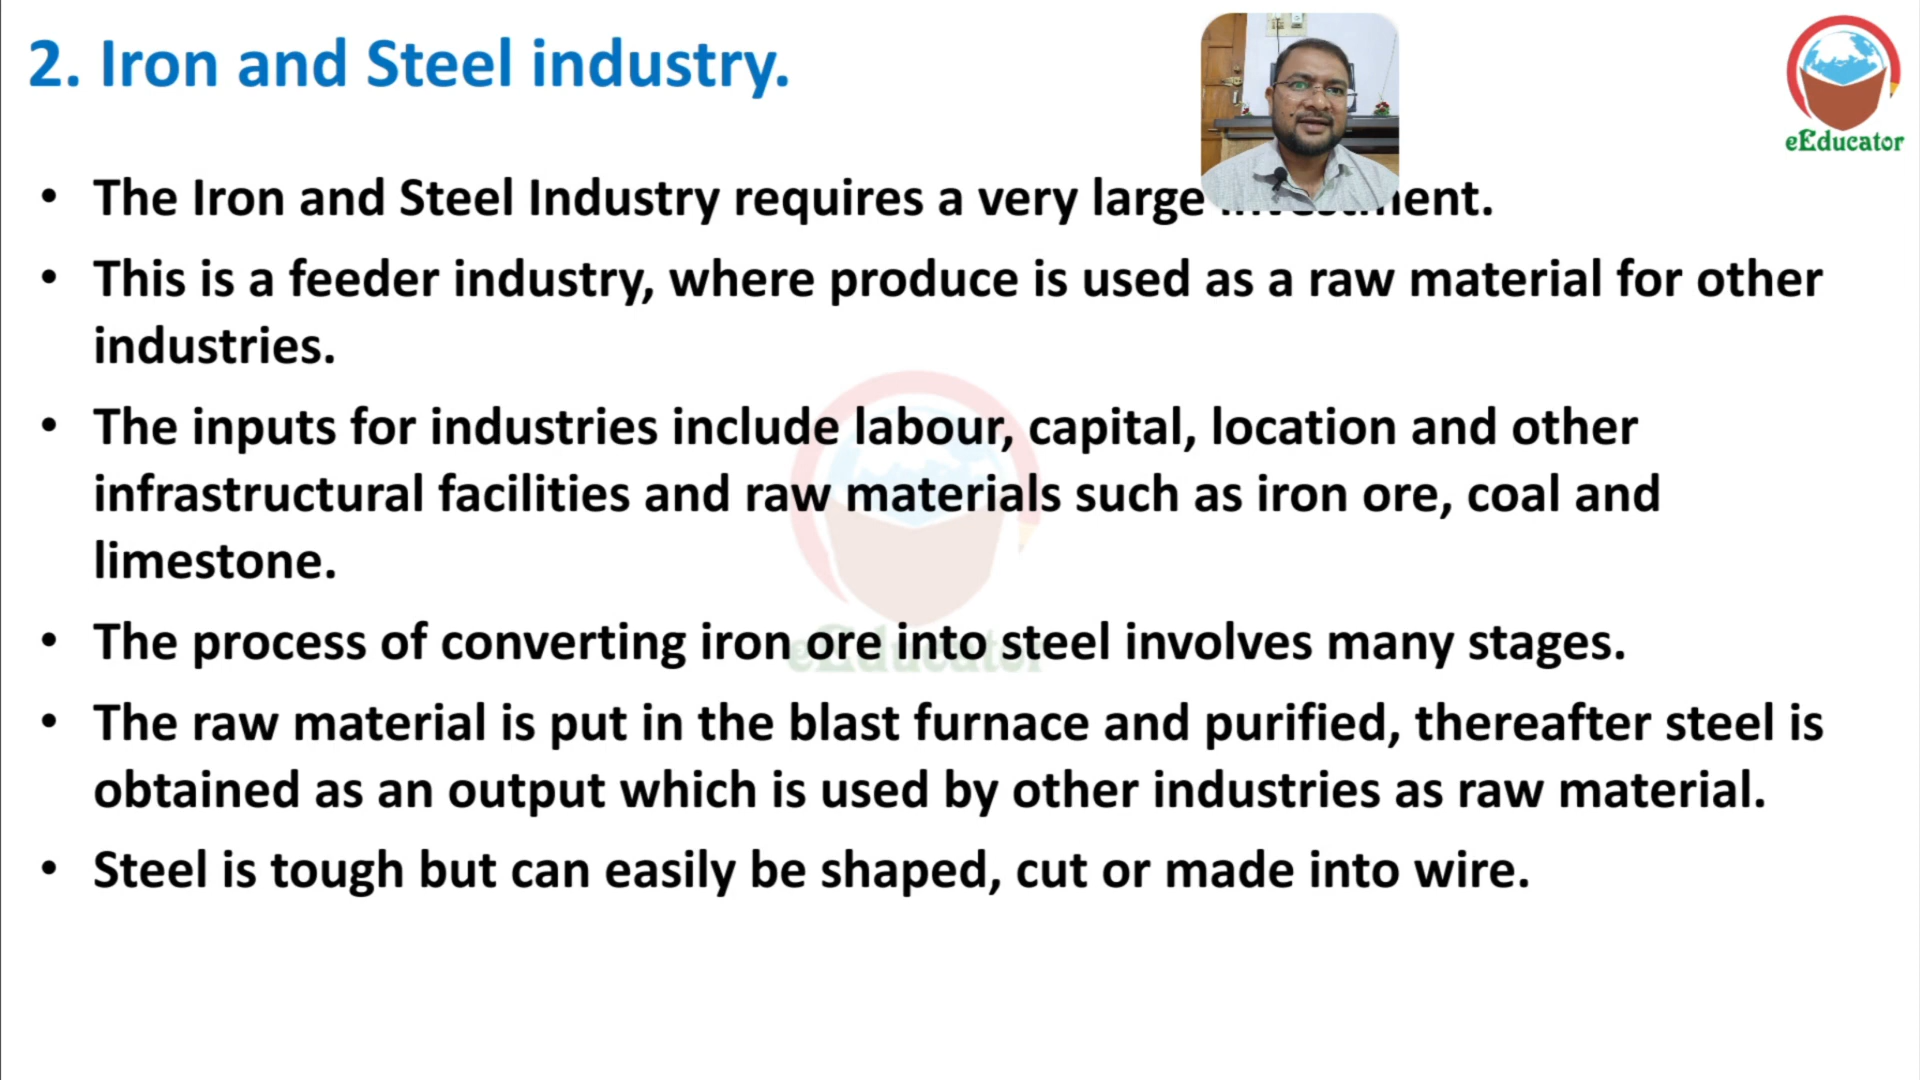 2. Iron and Steel industry.
eEducator
• The Iron and Steel Industry requires a very large
• This is a feeder industry, where produce is used as a raw material for other
industries.
• The inputs for industries include labour, capital, location and other
infrastructural facilities and raw materials such as iron ore, coal and
limestone.
• The process of converting iron ore into steel involves many stages.
eEducator
• The raw material is put in the blast furnace and purified, thereafter steel is
obtained as an output which is used by other industries as raw material.
• Steel is tough but can easily be shaped, cut or made into wire.